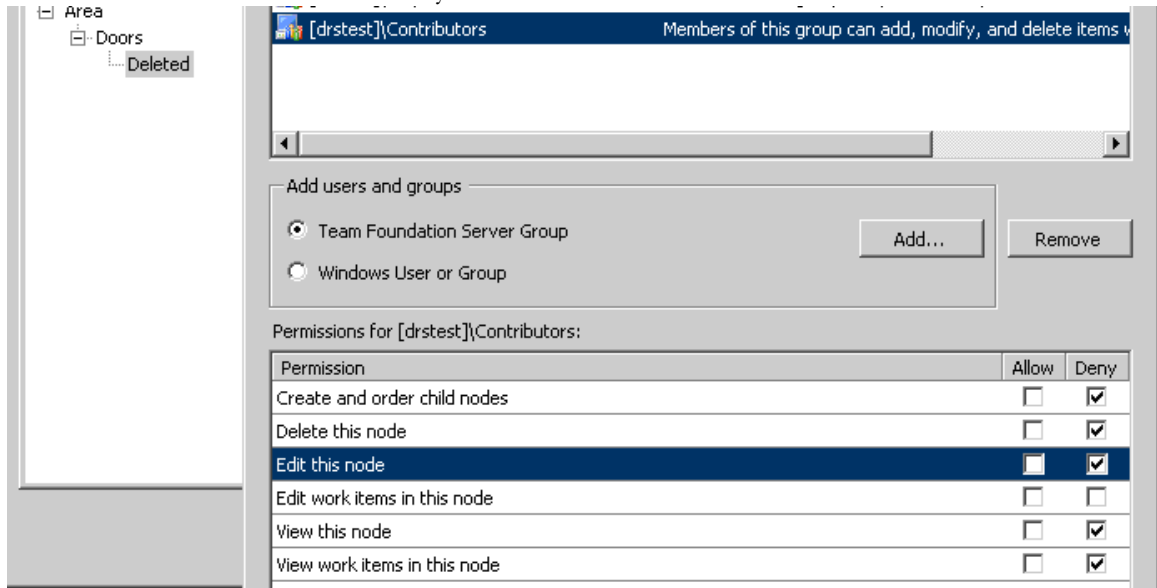 Area
Doors
Deleted
[drstest]\Contributors Members of this group can add, modify, and delete items
Add users and groups
Team Foundation Server Group
Add...
Remove
Windows User or Group
Permissions for [drstest]\Contributors:
Permission Allow Deny
Create and order child nodes
Delete this node
Edit this node
Edit work items in this node
View this node
View work items in this node